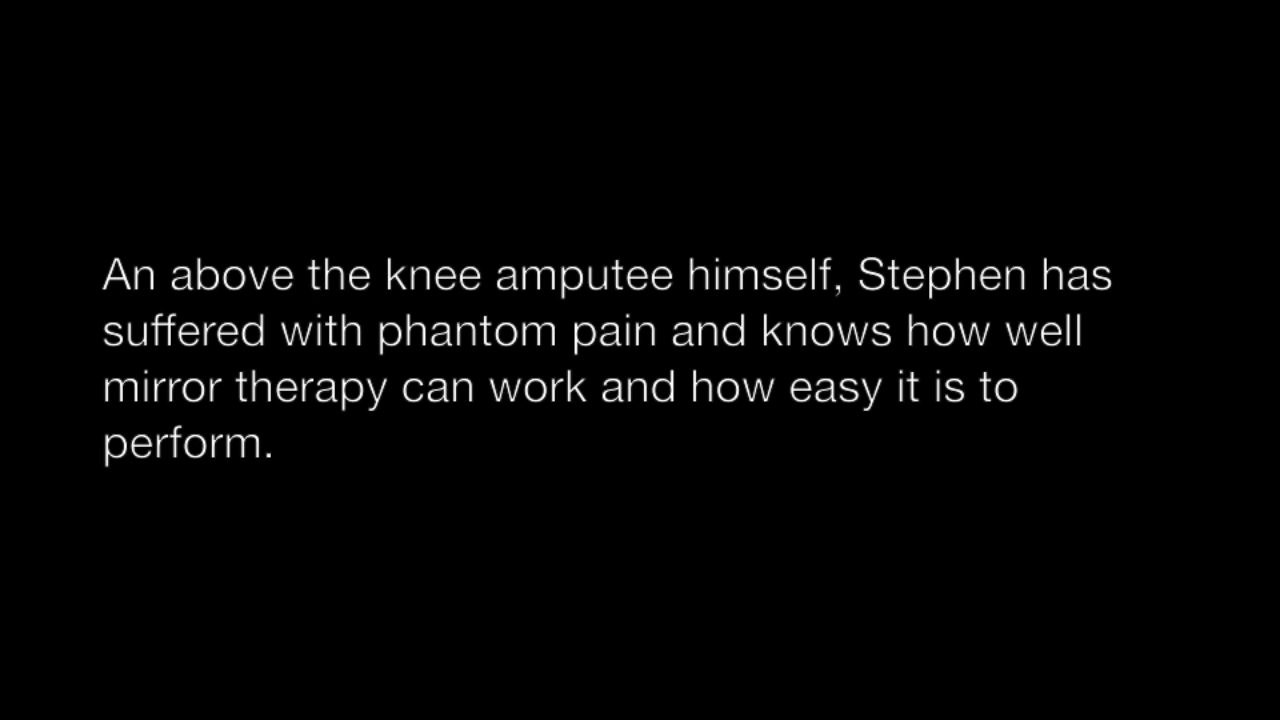 An above the knee amputee himself, Stephen has
suffered with phantom pain and knows how well
mirror therapy can work and how easy it is to
perform.